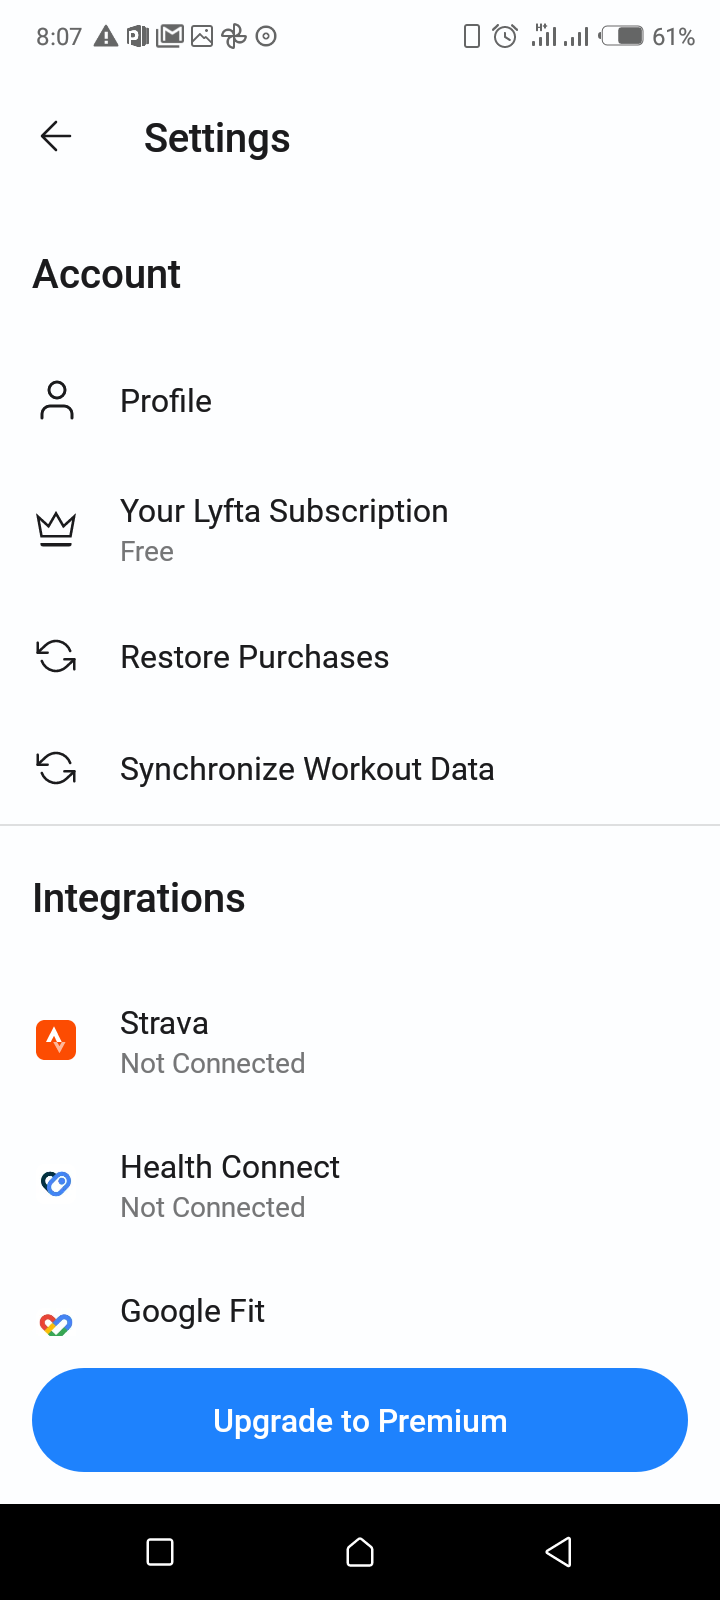 8:07 61%
Settings
Account
Profile
Your Lyfta Subscription
Free
Restore Purchases
Synchronize Workout Data
Integrations
Strava
Not Connected
Health Connect
Not Connected
Google Fit
Upgrade to Premium